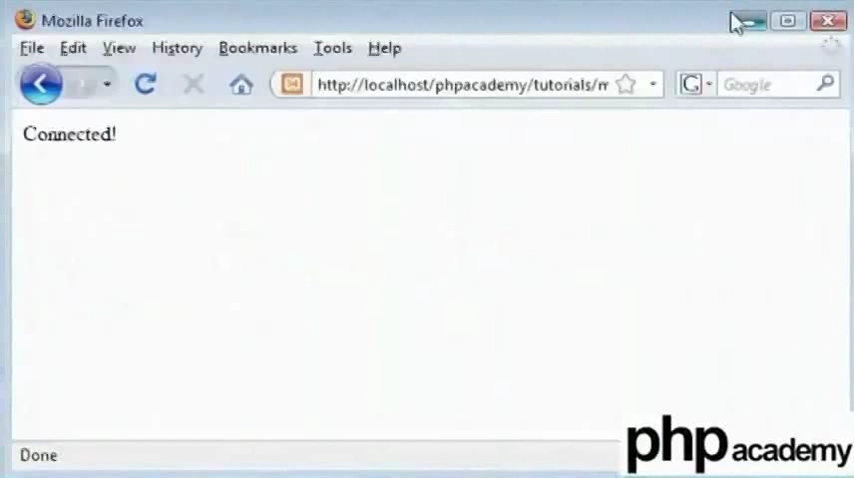 Mozilla Firefox
File Edit View History Bookmarks Tools Help
http://localhost/phpacademy/tutorials/m G Google
Connected!
Done
php academy